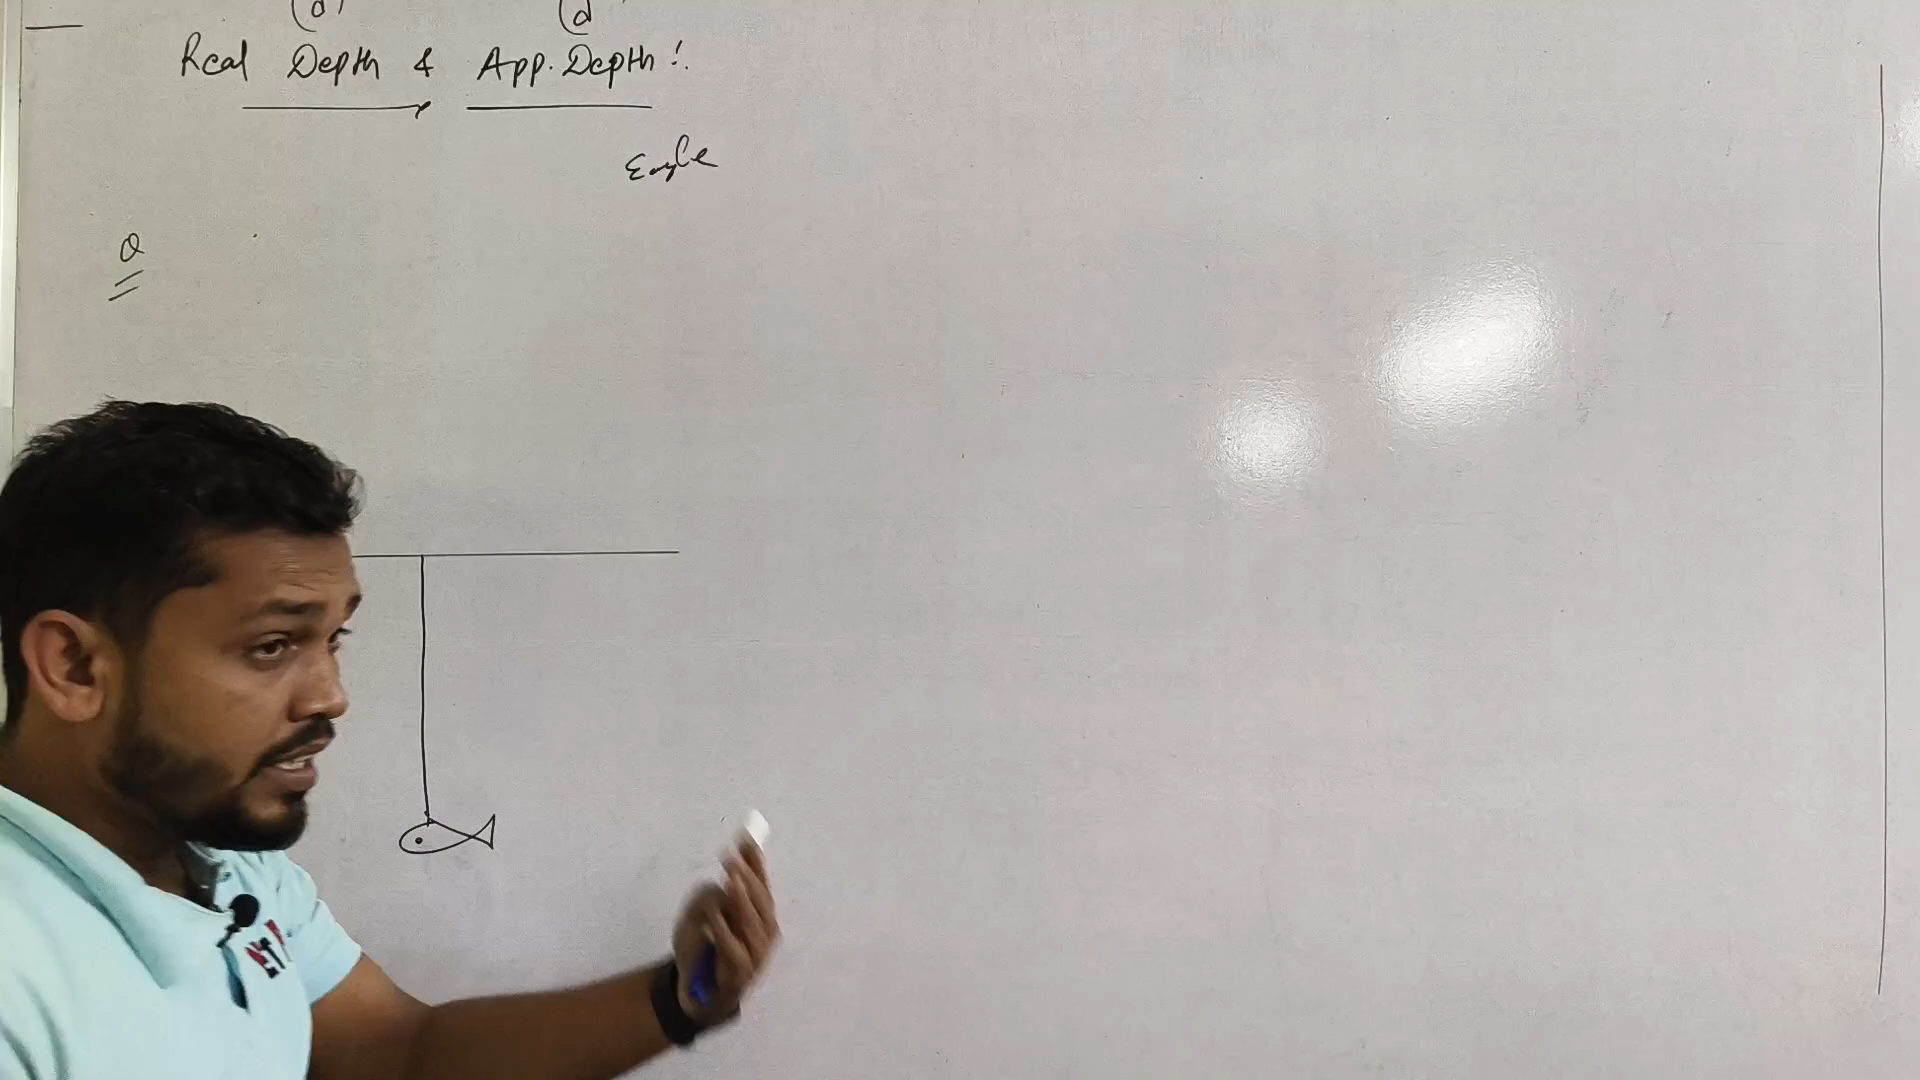 (d) (d
Real Depth & App. Depth :
Eagle
Q